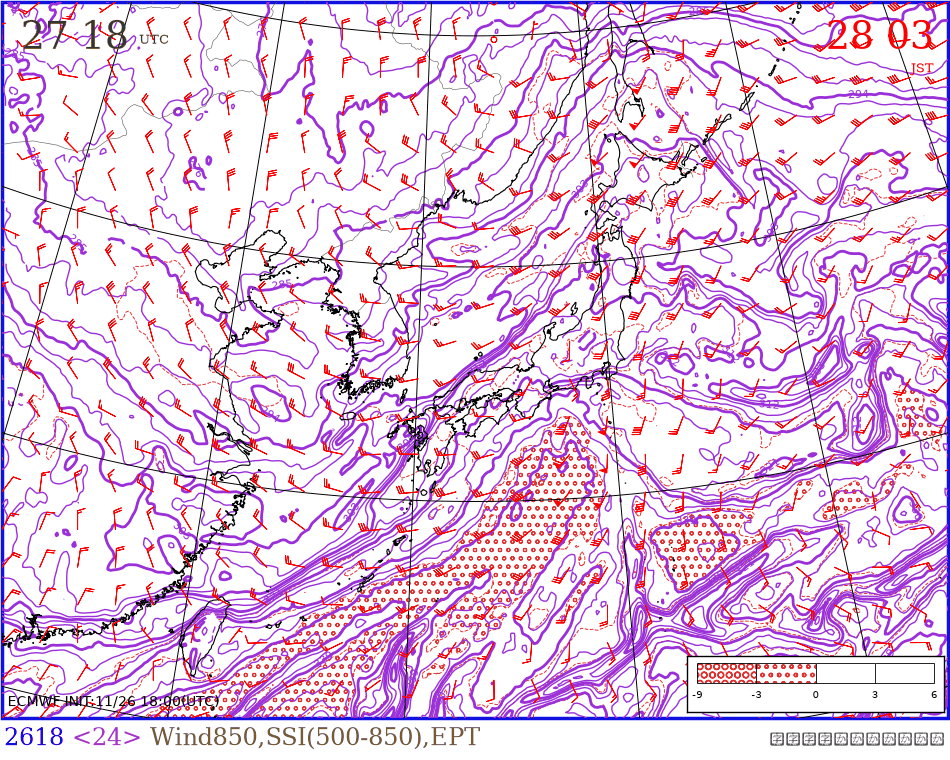 27 18 UTC
28 03
JST
294
ECMWF INIT:11/26 18:00(UTC)
-9 -3 0 3 6
2618 <24> Wind850,SSI(500-850),EPT